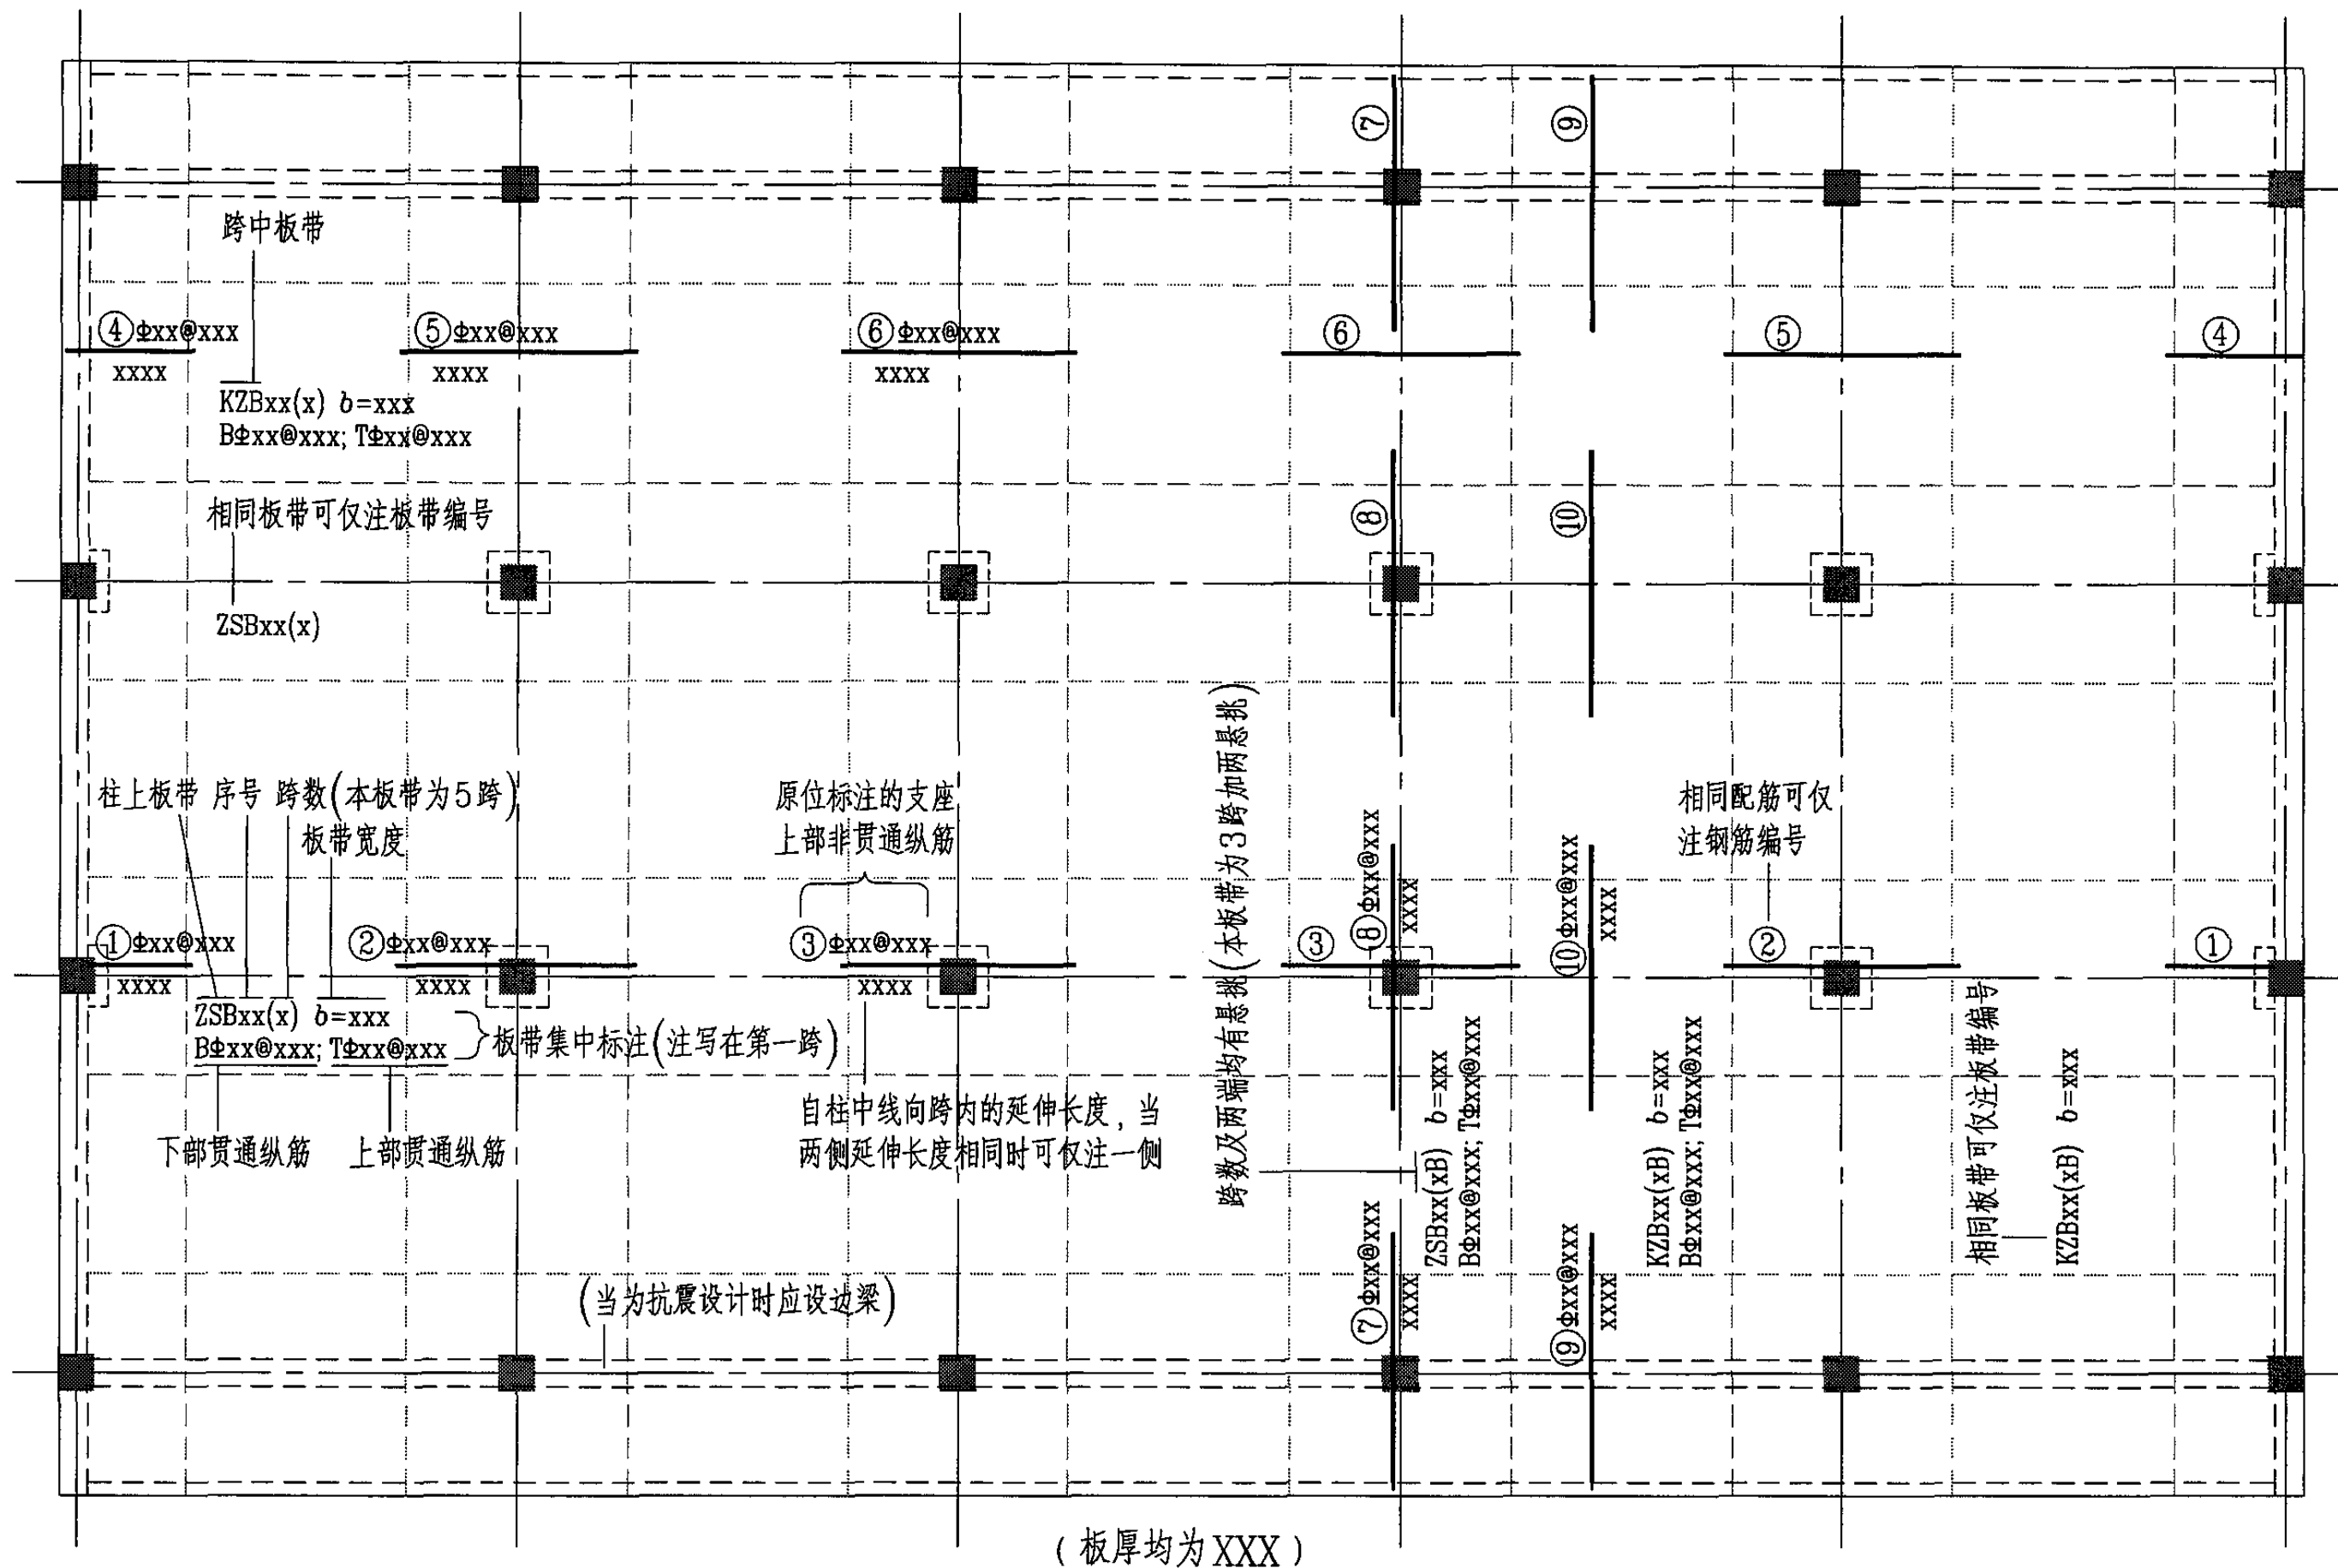 ⑦
⑨
跨中板带
④Φxx@xxx
xxxx
⑤Φxx@xxx
xxxx
⑥Φxx@xxx
xxxx
⑥
⑤
④
KZBxx(x) b=xxx
BΦxx@xxx; TΦxx@xxx
相同板带可仅注板带编号
ZSBxx(x)
⑧
⑩
柱上板带 序号 跨数(本板带为5跨)
板带宽度
原位标注的支座
上部非贯通纵筋
相同配筋可仅
注钢筋编号
①Φxx@xxx
xxxx
②Φxx@xxx
xxxx
③Φxx@xxx
xxxx
③
②
①
⑧Φxx@xxx
xxxx
⑩Φxx@xxx
xxxx
ZSBxx(x) b=xxx
BΦxx@xxx; TΦxx@xxx
板带集中标注(注写在第一跨)
下部贯通纵筋
上部贯通纵筋
自柱中线向跨内的延伸长度，当
两侧延伸长度相同时可仅注一侧
跨数及两端均有悬挑(本板带为3跨加两悬挑)
ZSBxx(xB) b=xxx
BΦxx@xxx; TΦxx@xxx
KZBxx(xB) b=xxx
BΦxx@xxx; TΦxx@xxx
相同板带可仅注板带编号
KZBxx(xB) b=xxx
⑦Φxx@xxx
xxxx
⑨Φxx@xxx
xxxx
(当为抗震设计时应设边梁)
(板厚均为XXX)